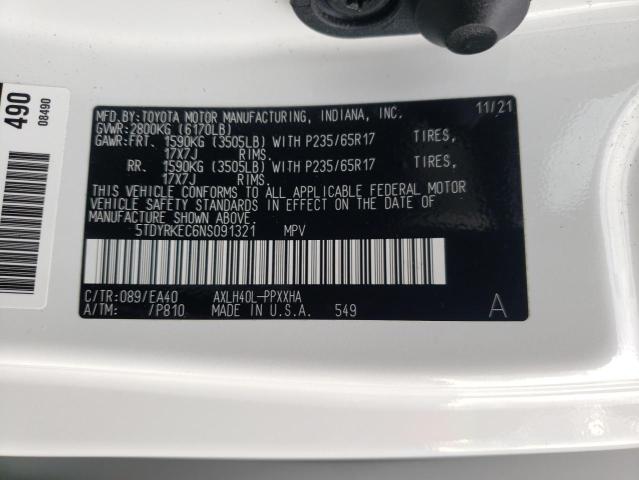 490
08490
MFD.BY:TOYOTA MOTOR MANUFACTURING, INDIANA, INC. 11/21
GVWR:2800KG (6170LB)
GAWR:FRT. 1590KG (3505LB) WITH P235/65R17 TIRES,
17X7J RIMS.
RR. 1590KG (3505LB) WITH P235/65R17 TIRES,
17X7J RIMS.
THIS VEHICLE CONFORMS TO ALL APPLICABLE FEDERAL MOTOR
VEHICLE SAFETY STANDARDS IN EFFECT ON THE DATE OF
MANUFACTURE SHOWN ABOVE.
5TDYRKEC6NS091321 MPV
C/TR:089/EA40 AXLH40L-PPXXHA
A/TM: /P810 MADE IN U.S.A. 549 A